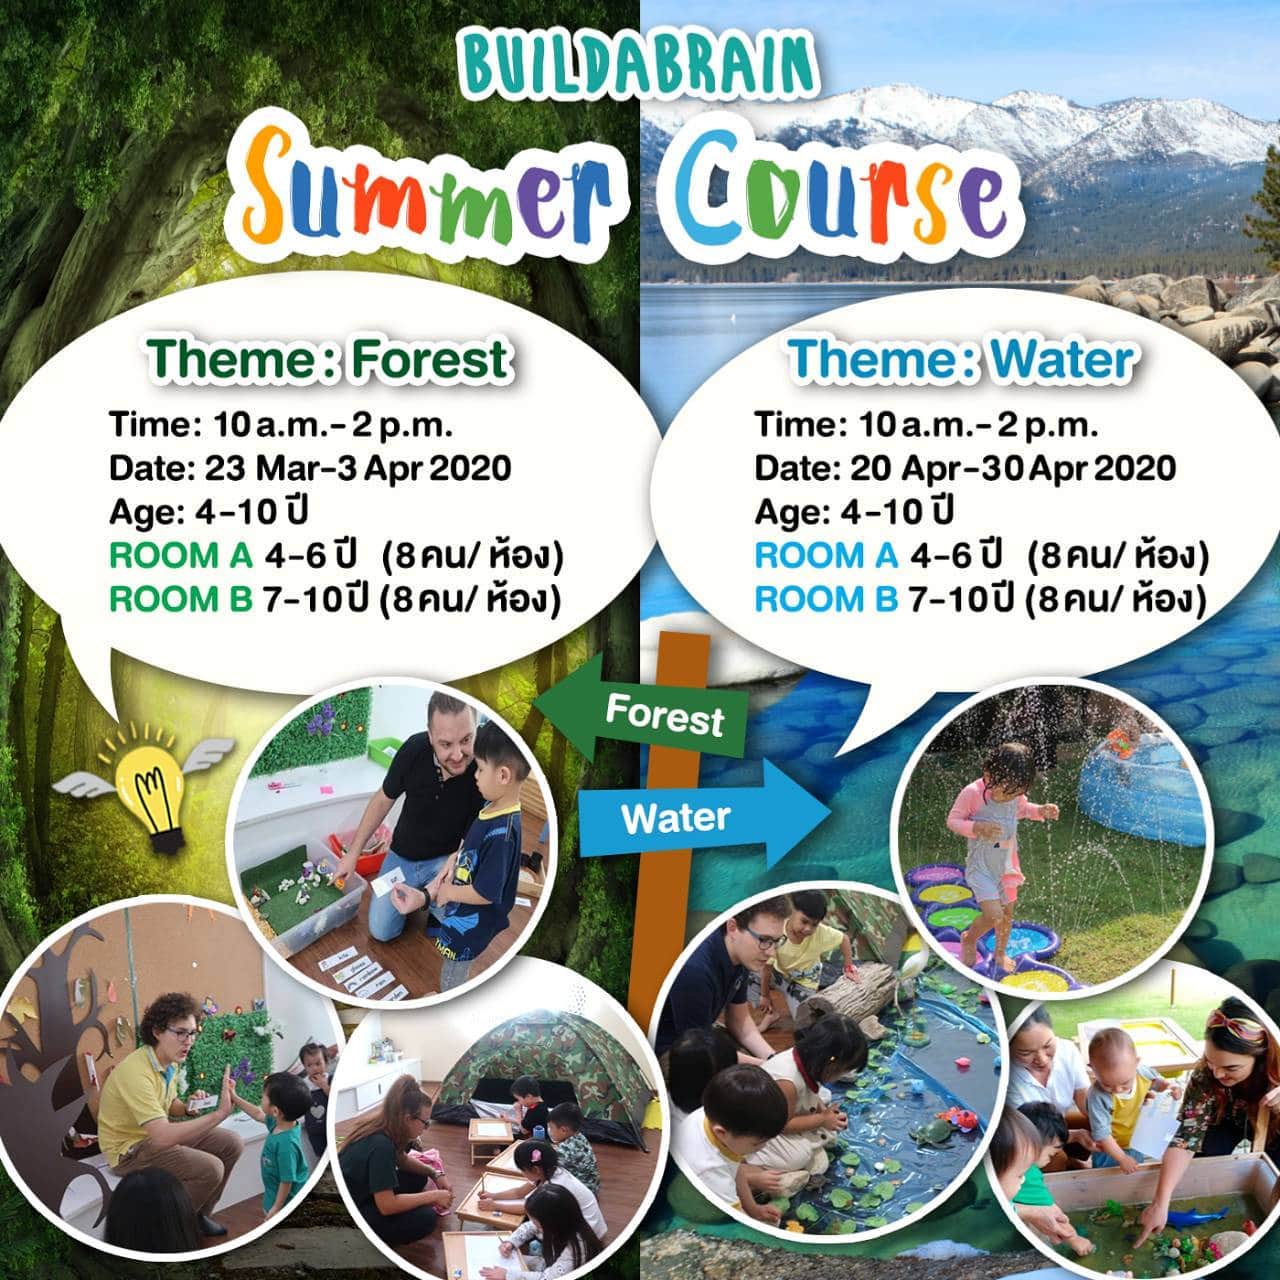 BUILDABRAIN
Summer Course
Theme: Forest
Time: 10 a.m.-2 p.m.
Date: 23 Mar-3 Apr 2020
Age: 4-10 ปี
ROOM A 4-6 ปี (8 คน/ ห้อง)
ROOM B 7-10 ปี (8 คน/ ห้อง)
Theme: Water
Time: 10 a.m.-2 p.m.
Date: 20 Apr-30 Apr 2020
Age: 4-10 ปี
ROOM A 4-6 ปี (8 คน/ ห้อง)
ROOM B 7-10 ปี (8 คน/ ห้อง)
Forest
Water